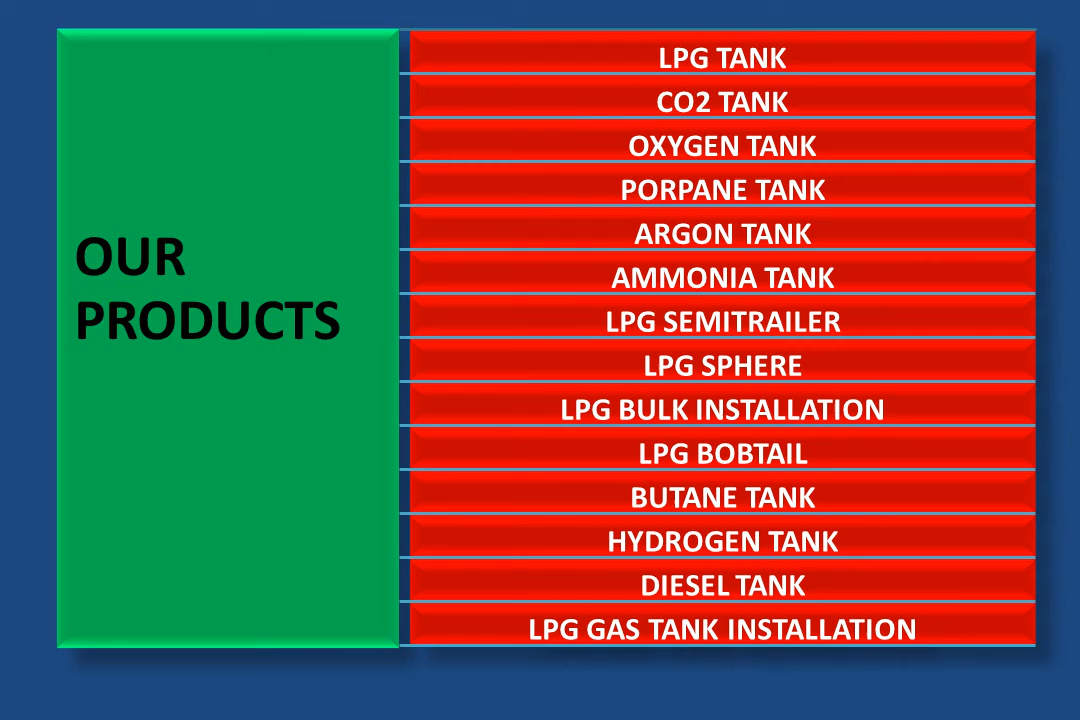 OUR
PRODUCTS
LPG TANK
CO2 TANK
OXYGEN TANK
PORPANE TANK
ARGON TANK
AMMONIA TANK
LPG SEMITRAILER
LPG SPHERE
LPG BULK INSTALLATION
LPG BOBTAIL
BUTANE TANK
HYDROGEN TANK
DIESEL TANK
LPG GAS TANK INSTALLATION